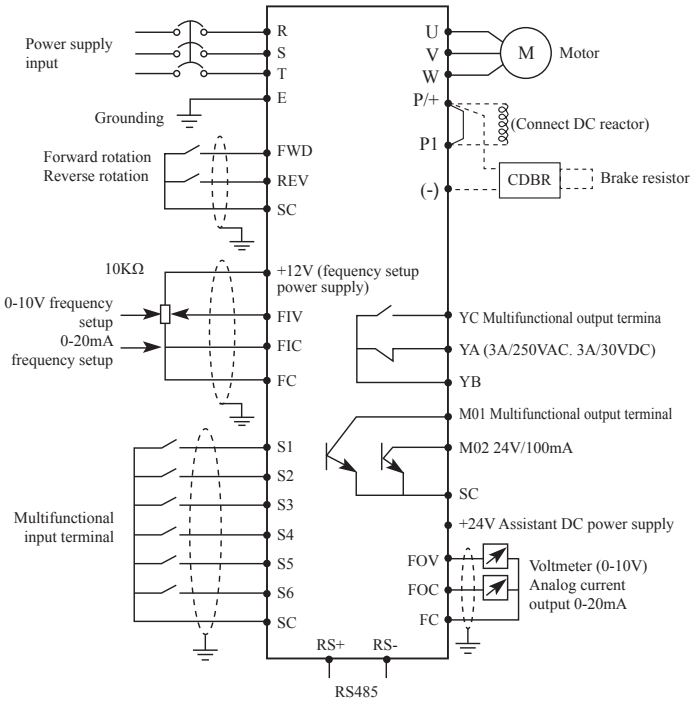 Power supply
input
R
S
T
E
Grounding
Forward rotation
Reverse rotation
FWD
REV
SC
10KΩ
+12V (fequency setup
power supply)
0-10V frequency
setup
FIV
0-20mA
frequency setup
FIC
FC
Multifunctional
input terminal
S1
S2
S3
S4
S5
S6
SC
U
V
W
M
Motor
P/+
(Connect DC reactor)
P1
CDBR
Brake resistor
(-)
YC Multifunctional output termina
YA (3A/250VAC. 3A/30VDC)
YB
M01 Multifunctional output terminal
M02 24V/100mA
SC
+24V Assistant DC power supply
FOV
FOC
FC
Voltmeter (0-10V)
Analog current
output 0-20mA
RS+
RS-
RS485